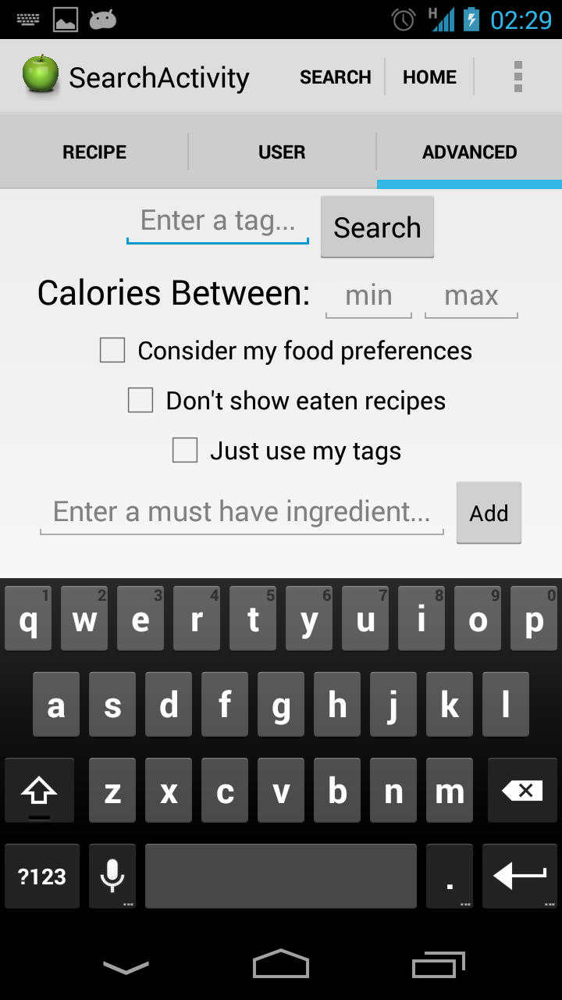 H 02:29
SearchActivity SEARCH HOME
RECIPE USER ADVANCED
Enter a tag... Search
Calories Between: min max
Consider my food preferences
Don't show eaten recipes
Just use my tags
Enter a must have ingredient... Add
1 2 3 4 5 6 7 8 9 0
q w e r t y u i o p
a s d f g h j k l
z x c v b n m
?123 ... . ... ...